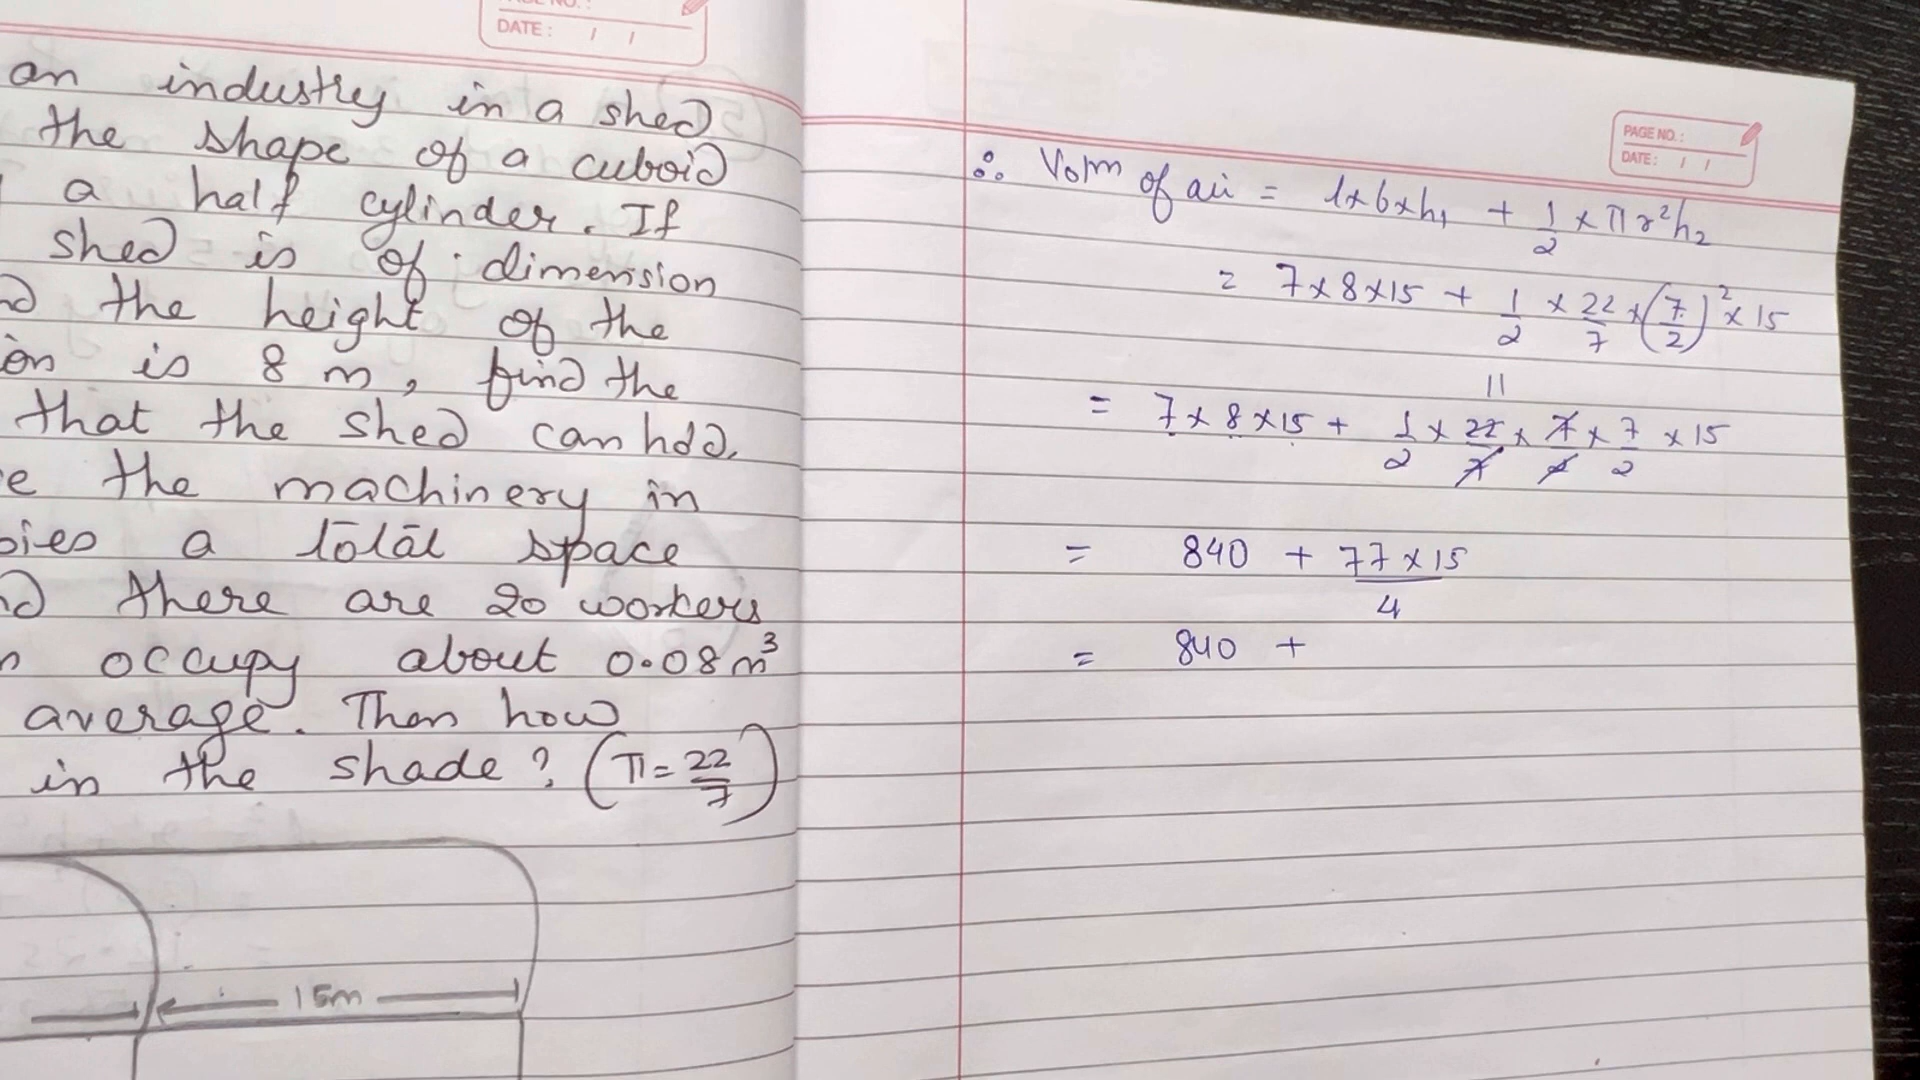 DATE: / /
an industry in a shed
the shape of a cuboid
a half cylinder. If
shed is of dimension
the height of the
is 8 m, find the
that the shed can hold.
the machinery in
a total space
there are 20 workers
occupy about 0.08 m³
average. Then how
in the shade? (π = 22/7)
15m
PAGE NO.:
DATE: / /
∴ Volm of air = l×b×h₁ + 1/2 × πr²h₂
= 7×8×15 + 1/2 × 22/7 × (7/2)² × 15
11
= 7×8×15 + 1/2 × 22/7 × 7/2 × 7/2 × 15
= 840 + 77×15/4
= 840 +